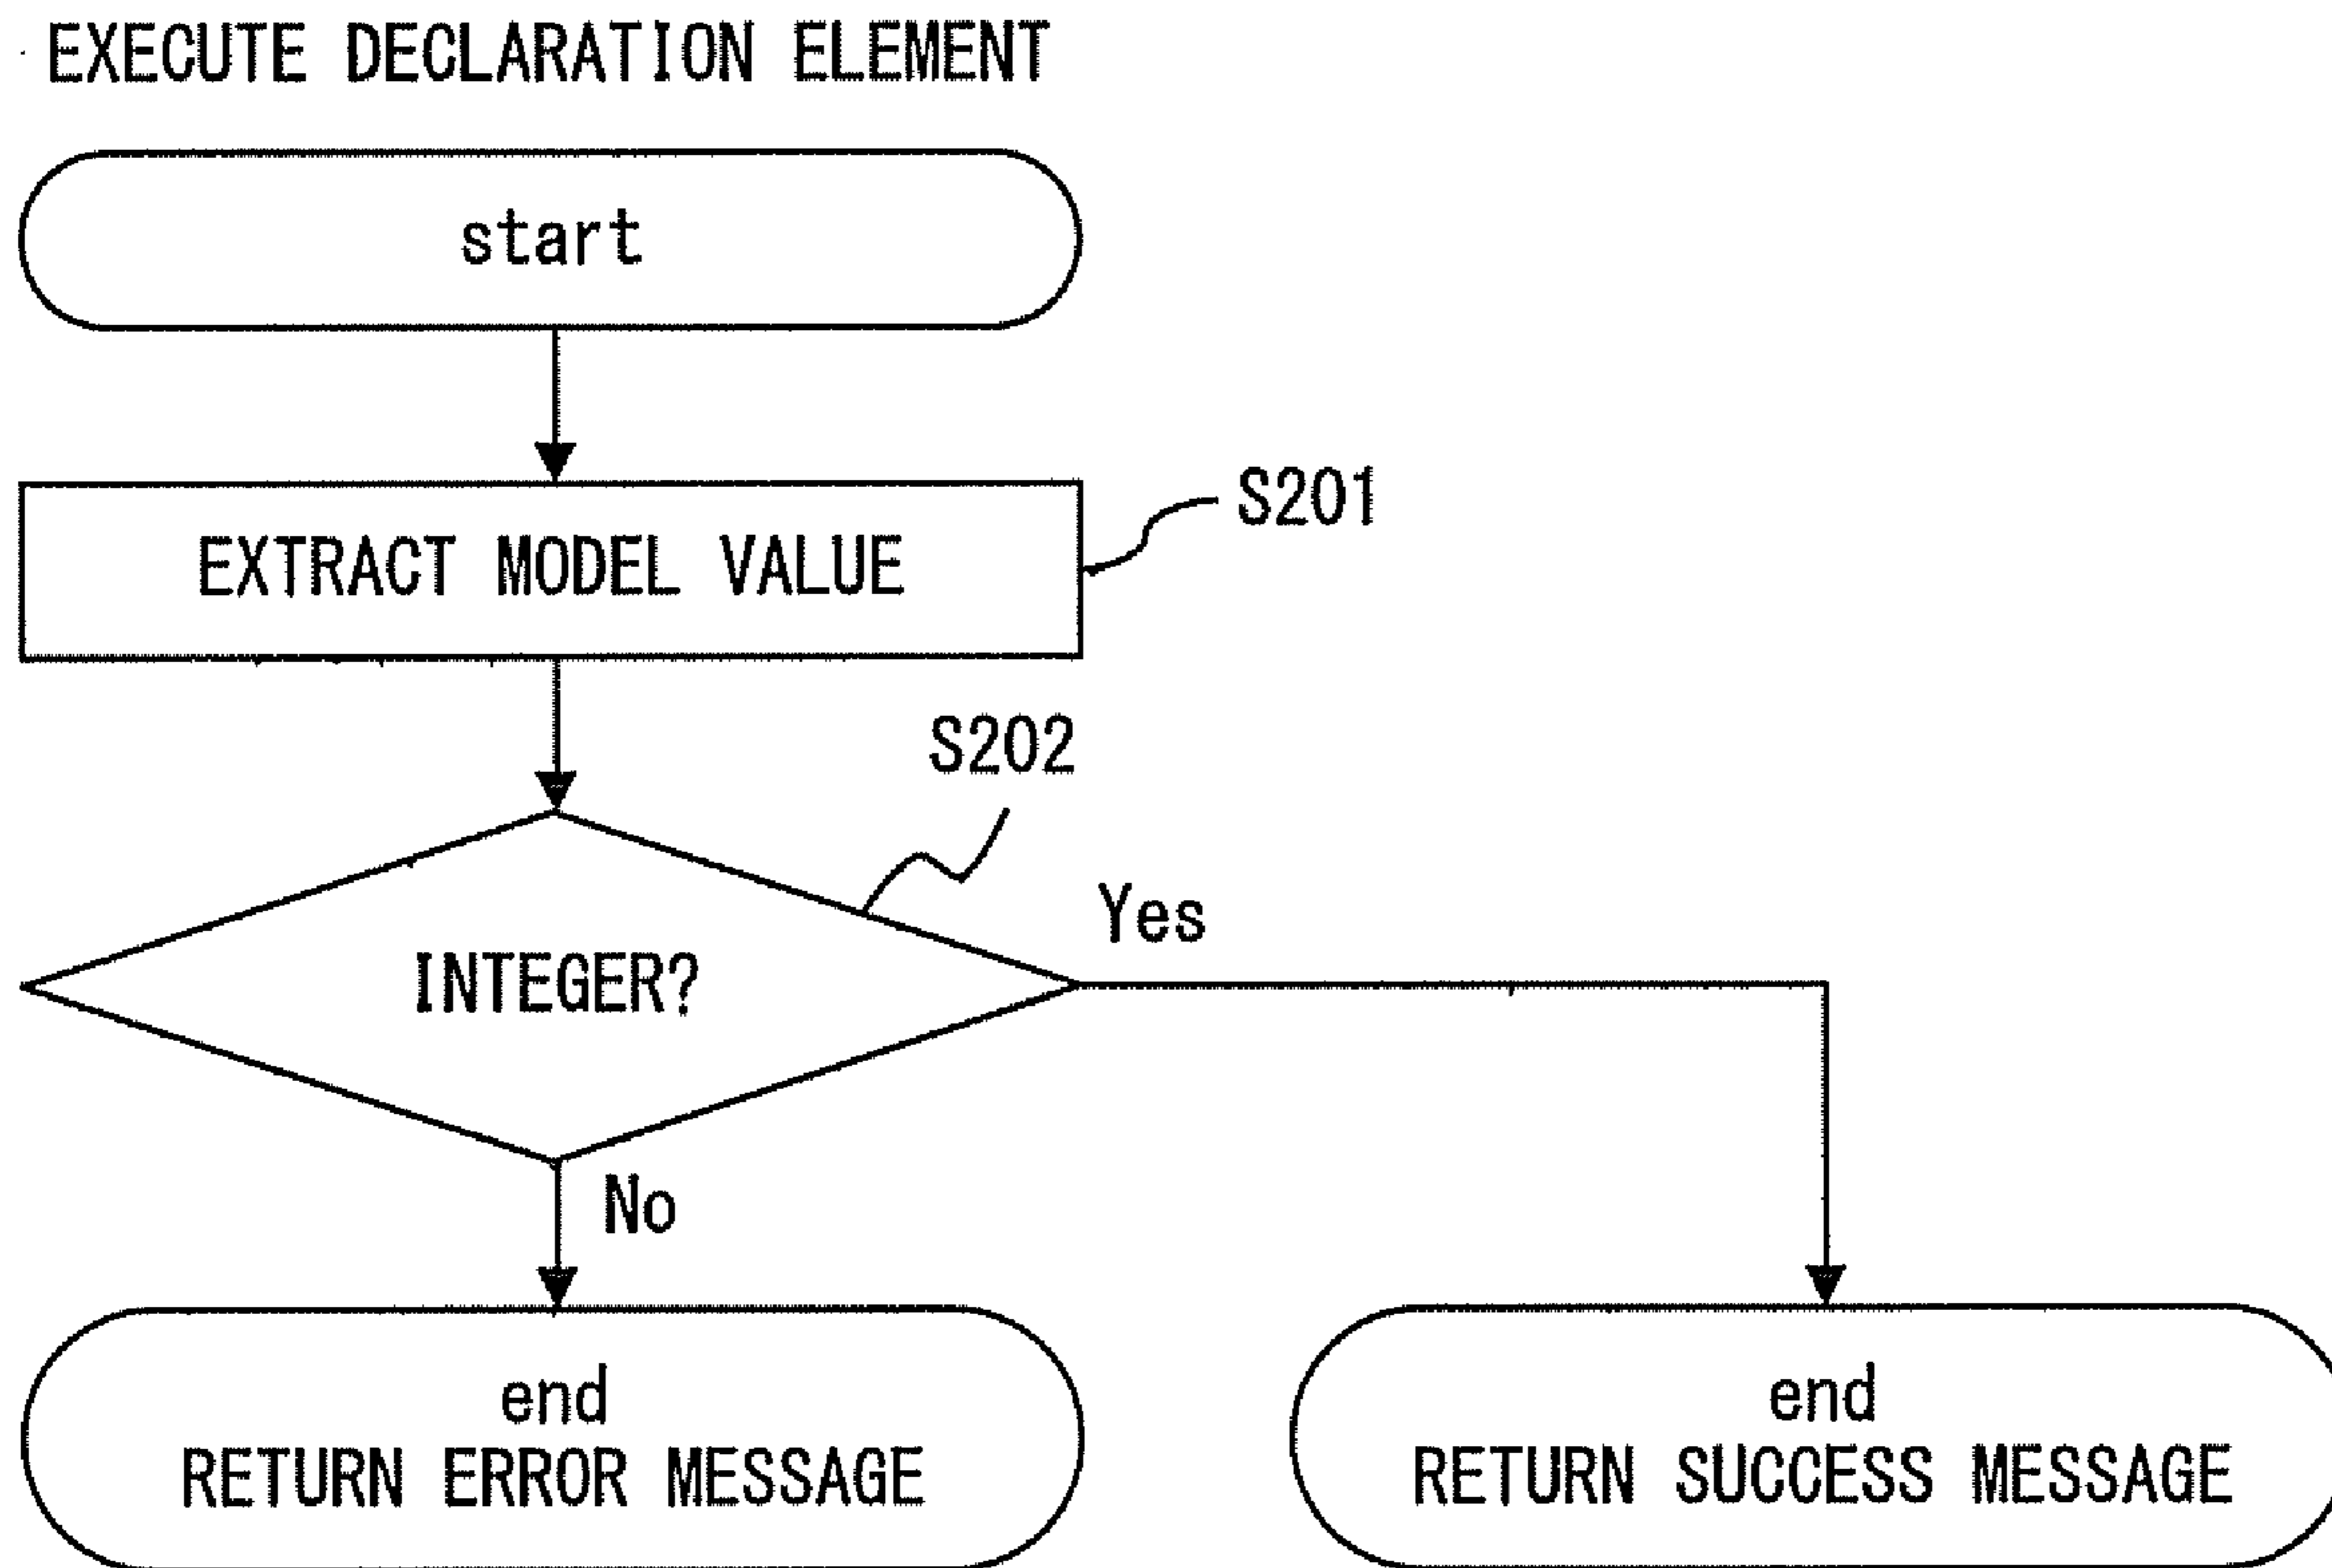 EXECUTE DECLARATION ELEMENT
start
EXTRACT MODEL VALUE
S201
S202
INTEGER?
Yes
No
end
RETURN ERROR MESSAGE
end
RETURN SUCCESS MESSAGE